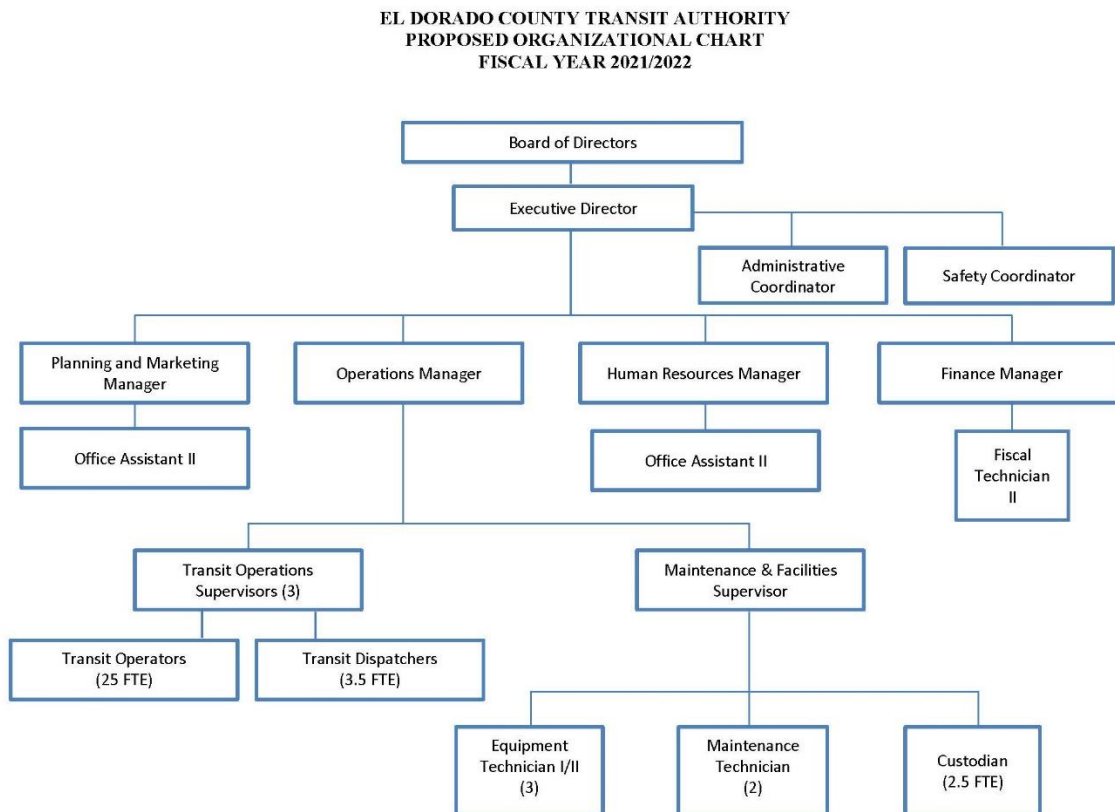 EL DORADO COUNTY TRANSIT AUTHORITY
PROPOSED ORGANIZATIONAL CHART
FISCAL YEAR 2021/2022
Board of Directors
Executive Director
Administrative
Coordinator
Safety Coordinator
Planning and Marketing
Manager
Operations Manager
Human Resources Manager
Finance Manager
Office Assistant II
Office Assistant II
Fiscal
Technician
II
Transit Operations
Supervisors (3)
Maintenance & Facilities
Supervisor
Transit Operators
(25 FTE)
Transit Dispatchers
(3.5 FTE)
Equipment
Technician I/II
(3)
Maintenance
Technician
(2)
Custodian
(2.5 FTE)